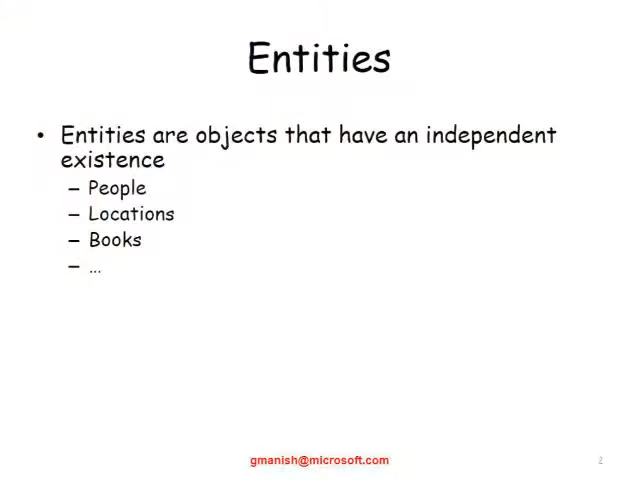 Entities
• Entities are objects that have an independent
existence
– People
– Locations
– Books
– …
gmanish@microsoft.com
2